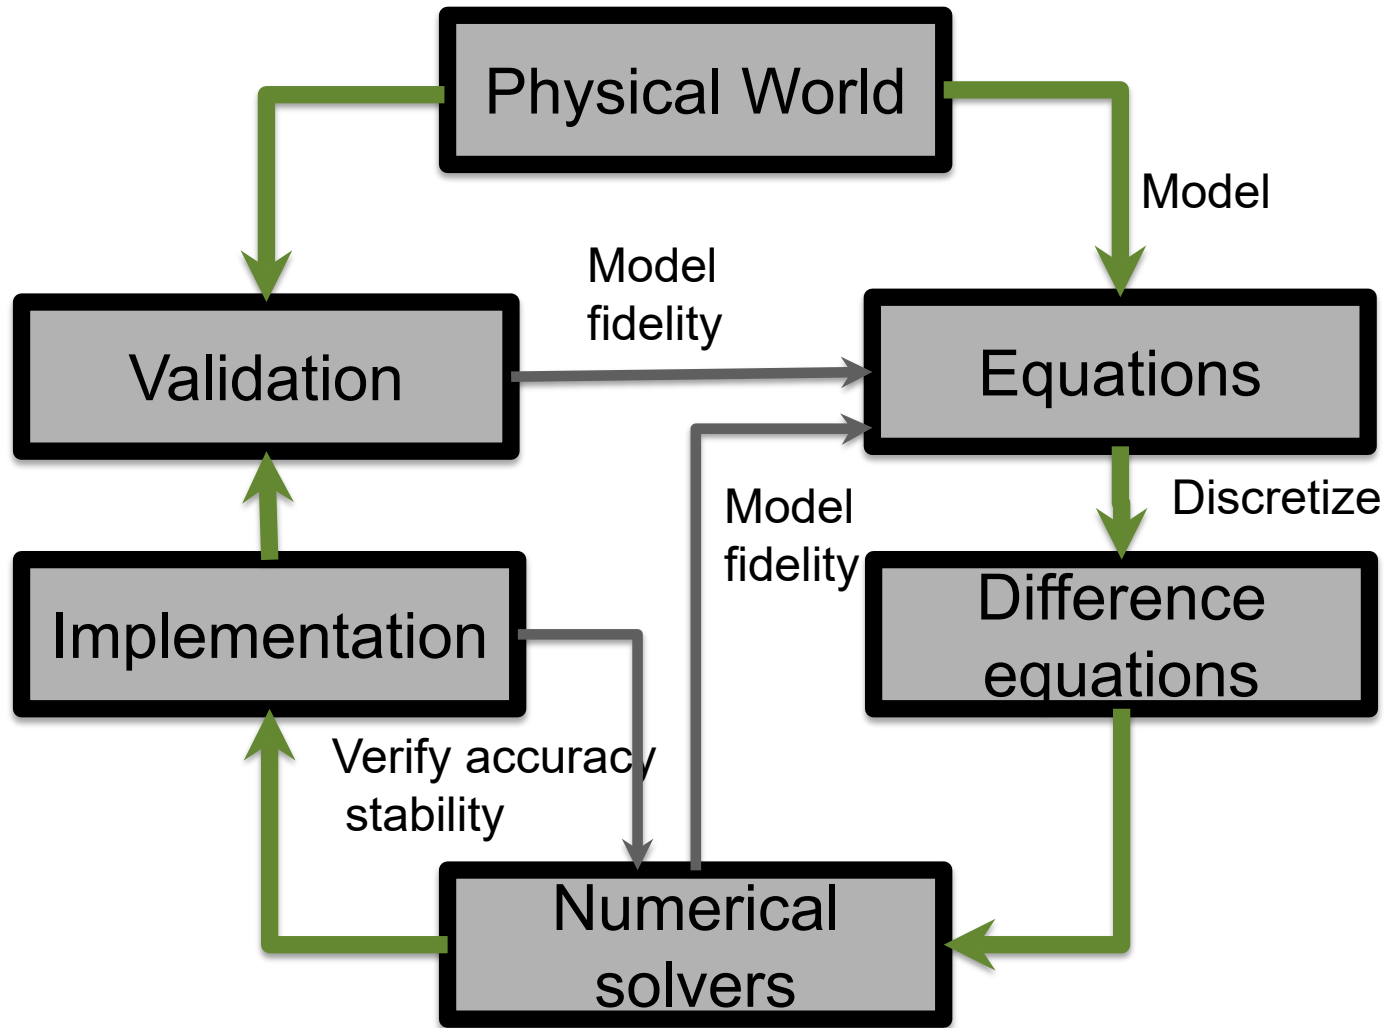 Physical World
Model
Model
fidelity
Validation
Equations
Model
fidelity
Discretize
Implementation
Difference
equations
Verify accuracy
stability
Numerical
solvers